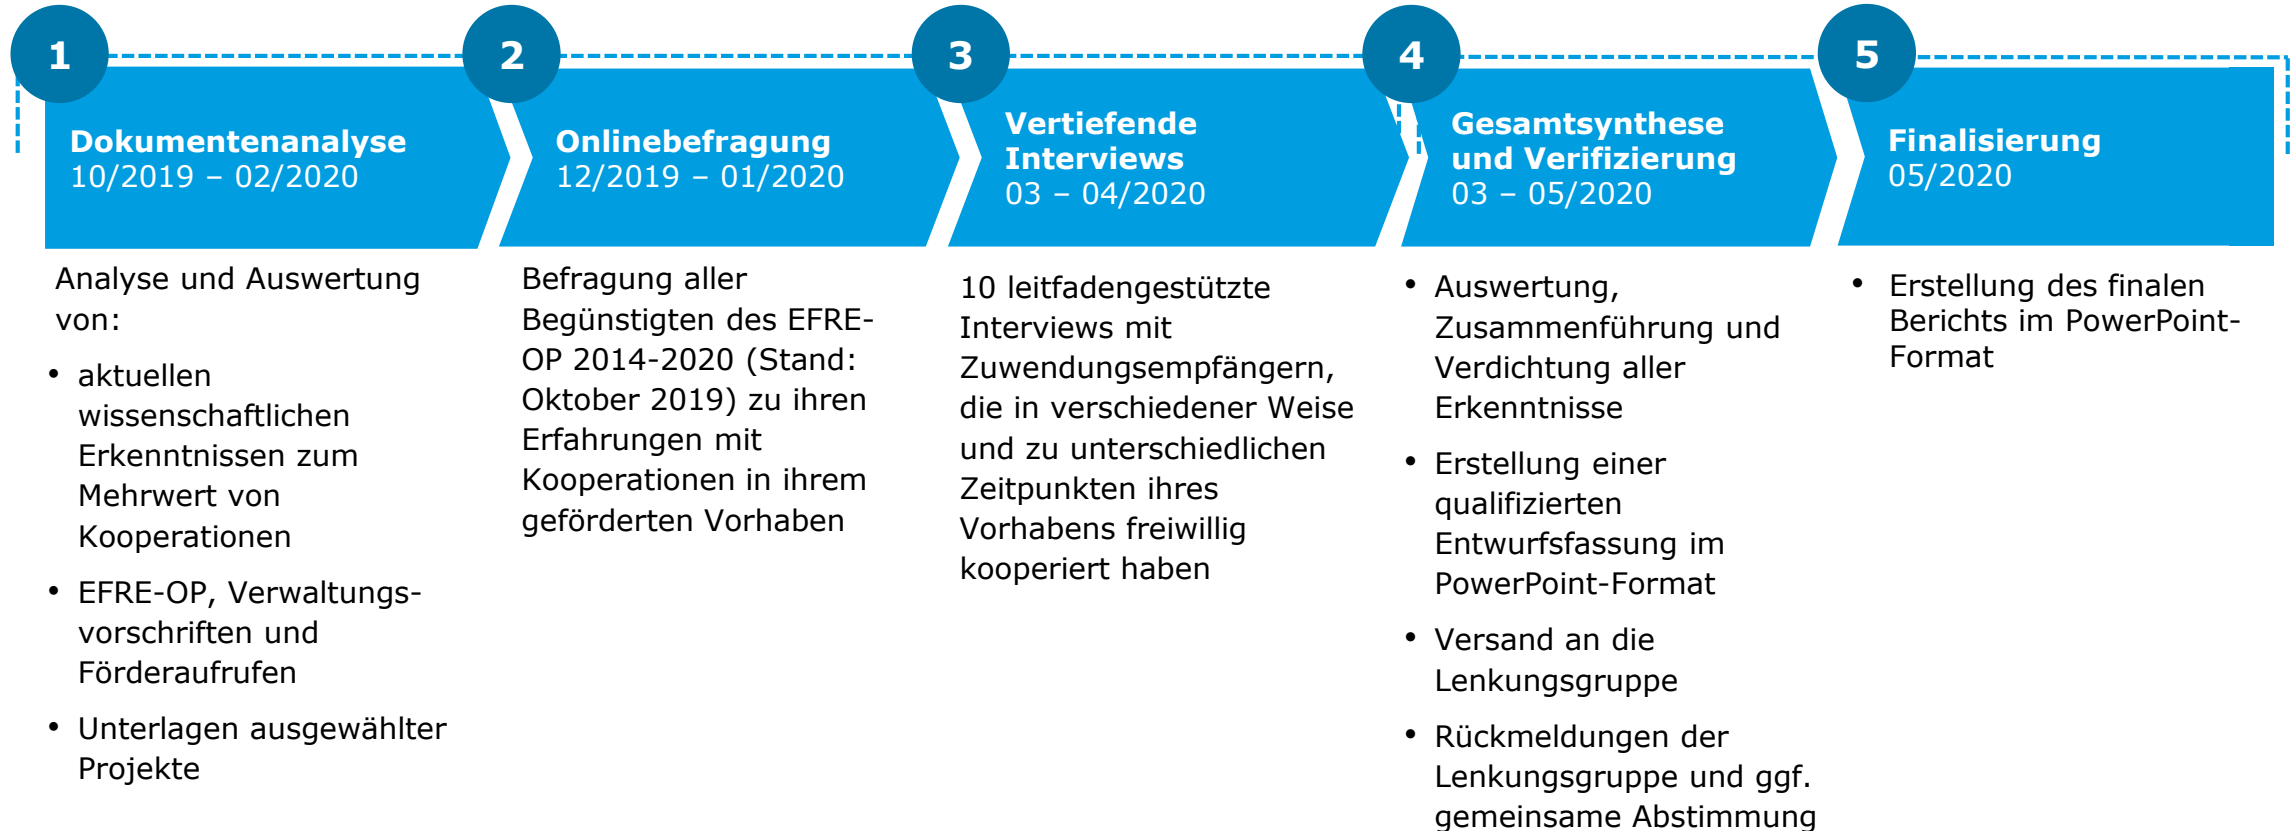 1
Dokumentenanalyse
10/2019 – 02/2020
Analyse und Auswertung
von:
• aktuellen
wissenschaftlichen
Erkenntnissen zum
Mehrwert von
Kooperationen
• EFRE-OP, Verwaltungs-
vorschriften und
Förderaufrufen
• Unterlagen ausgewählter
Projekte
2
Onlinebefragung
12/2019 – 01/2020
Befragung aller
Begünstigten des EFRE-
OP 2014-2020 (Stand:
Oktober 2019) zu ihren
Erfahrungen mit
Kooperationen in ihrem
geförderten Vorhaben
3
Vertiefende
Interviews
03 – 04/2020
10 leitfadengestützte
Interviews mit
Zuwendungsempfängern,
die in verschiedener Weise
und zu unterschiedlichen
Zeitpunkten ihres
Vorhabens freiwillig
kooperiert haben
4
Gesamtsynthese
und Verifizierung
03 – 05/2020
• Auswertung,
Zusammenführung und
Verdichtung aller
Erkenntnisse
• Erstellung einer
qualifizierten
Entwurfsfassung im
PowerPoint-Format
• Versand an die
Lenkungsgruppe
• Rückmeldungen der
Lenkungsgruppe und ggf.
gemeinsame Abstimmung
5
Finalisierung
05/2020
• Erstellung des finalen
Berichts im PowerPoint-
Format